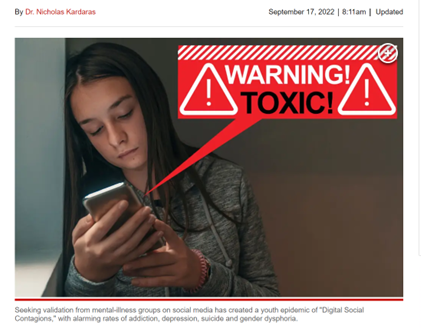 By Dr. Nicholas Kardaras
September 17, 2022 | 8:11am | Updated
WARNING!
TOXIC!
Seeking validation from mental-illness groups on social media has created a youth epidemic of "Digital Social
Contagions," with alarming rates of addiction, depression, suicide and gender dysphoria.